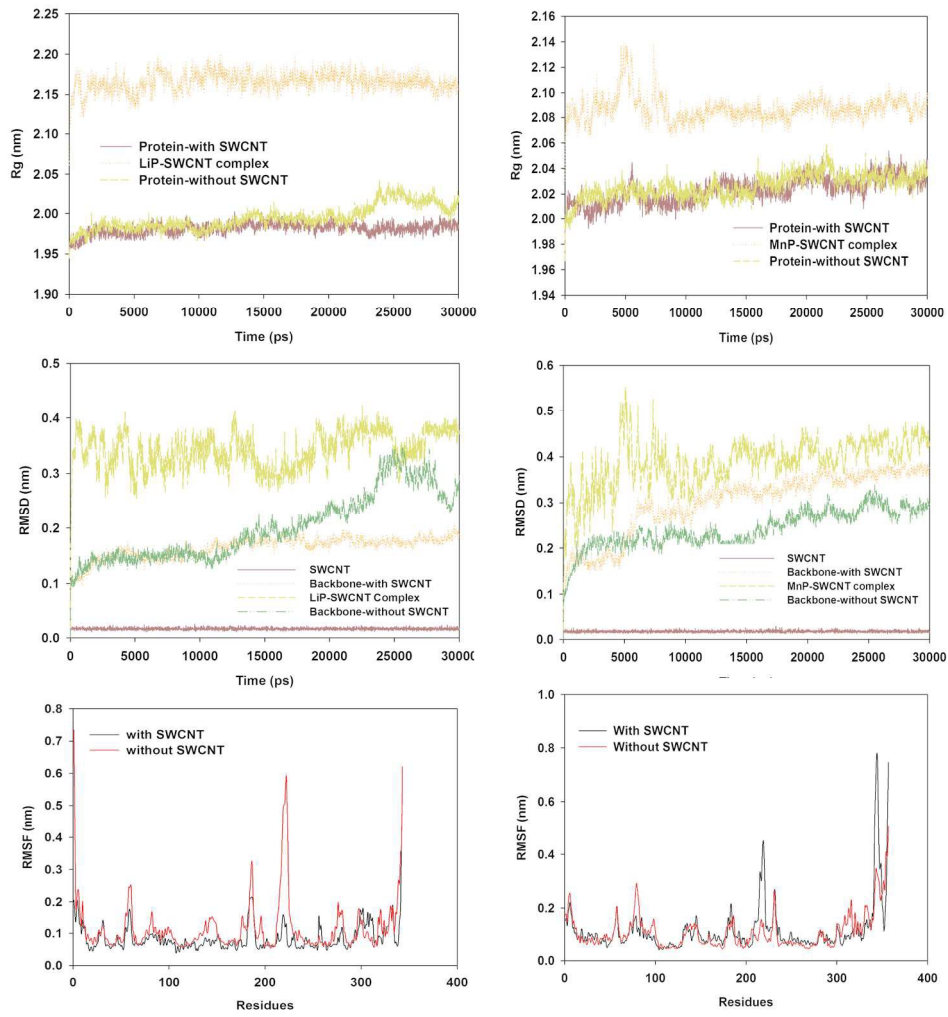 2.25
2.20
2.15
2.10
2.05
2.00
1.95
1.90
Rg (nm)
Protein-with SWCNT
LiP-SWCNT complex
Protein-without SWCNT
0 5000 10000 15000 20000 25000 30000
Time (ps)
2.16
2.14
2.12
2.10
2.08
2.06
2.04
2.02
2.00
1.98
1.96
1.94
Rg (nm)
Protein-with SWCNT
MnP-SWCNT complex
Protein-without SWCNT
0 5000 10000 15000 20000 25000 30000
Time (ps)
0.5
0.4
0.3
0.2
0.1
0.0
RMSD (nm)
SWCNT
Backbone-with SWCNT
LiP-SWCNT Complex
Backbone-without SWCNT
0 5000 10000 15000 20000 25000 30000
Time (ps)
0.6
0.5
0.4
0.3
0.2
0.1
0.0
RMSD (nm)
SWCNT
Backbone-with SWCNT
MnP-SWCNT complex
Backbone-without SWCNT
0 5000 10000 15000 20000 25000 30000
0.8
0.7
0.6
0.5
0.4
0.3
0.2
0.1
0.0
RMSF (nm)
with SWCNT
without SWCNT
0 100 200 300 400
Residues
1.0
0.8
0.6
0.4
0.2
0.0
RMSF (nm)
With SWCNT
Without SWCNT
0 100 200 300 400
Residues